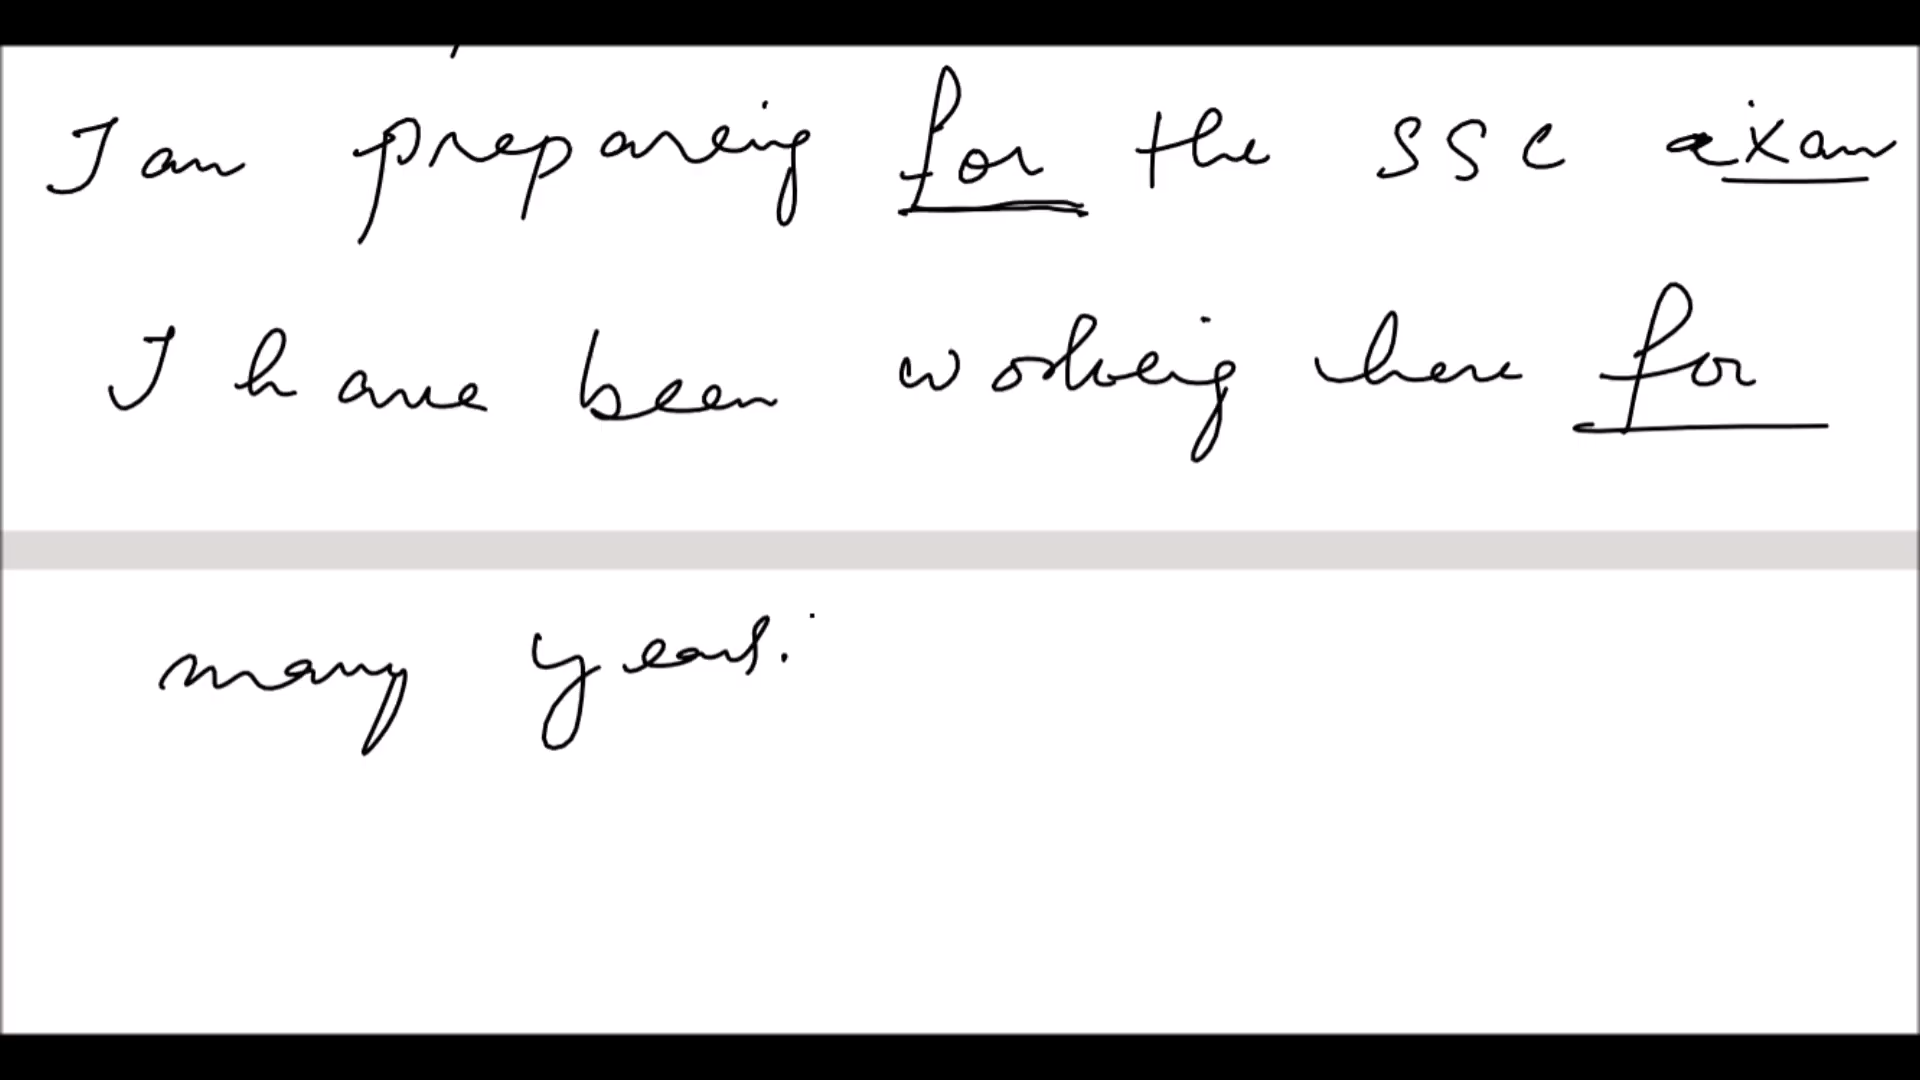 I am preparing for the SSC exam
I have been working here for
many years.